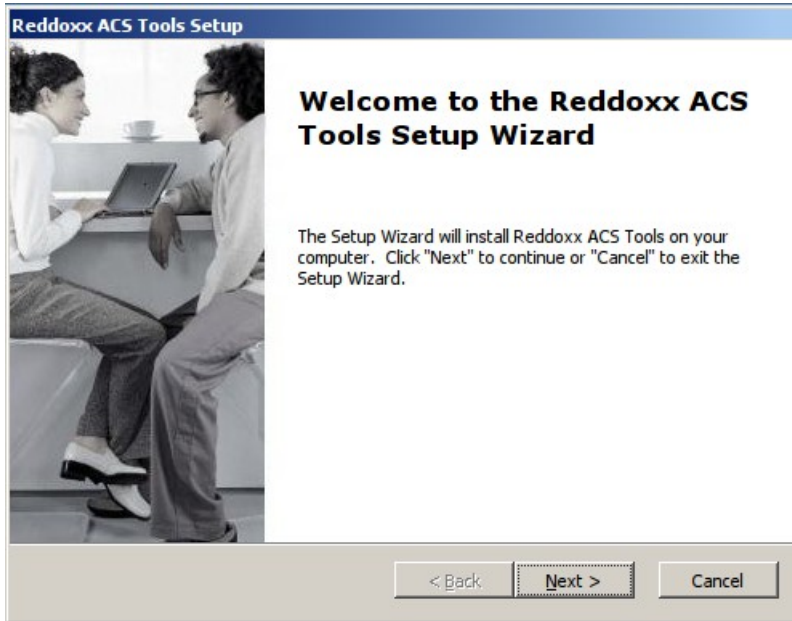 Reddoxx ACS Tools Setup
Welcome to the Reddoxx ACS
Tools Setup Wizard
The Setup Wizard will install Reddoxx ACS Tools on your
computer.  Click "Next" to continue or "Cancel" to exit the
Setup Wizard.
< Back
Next >
Cancel